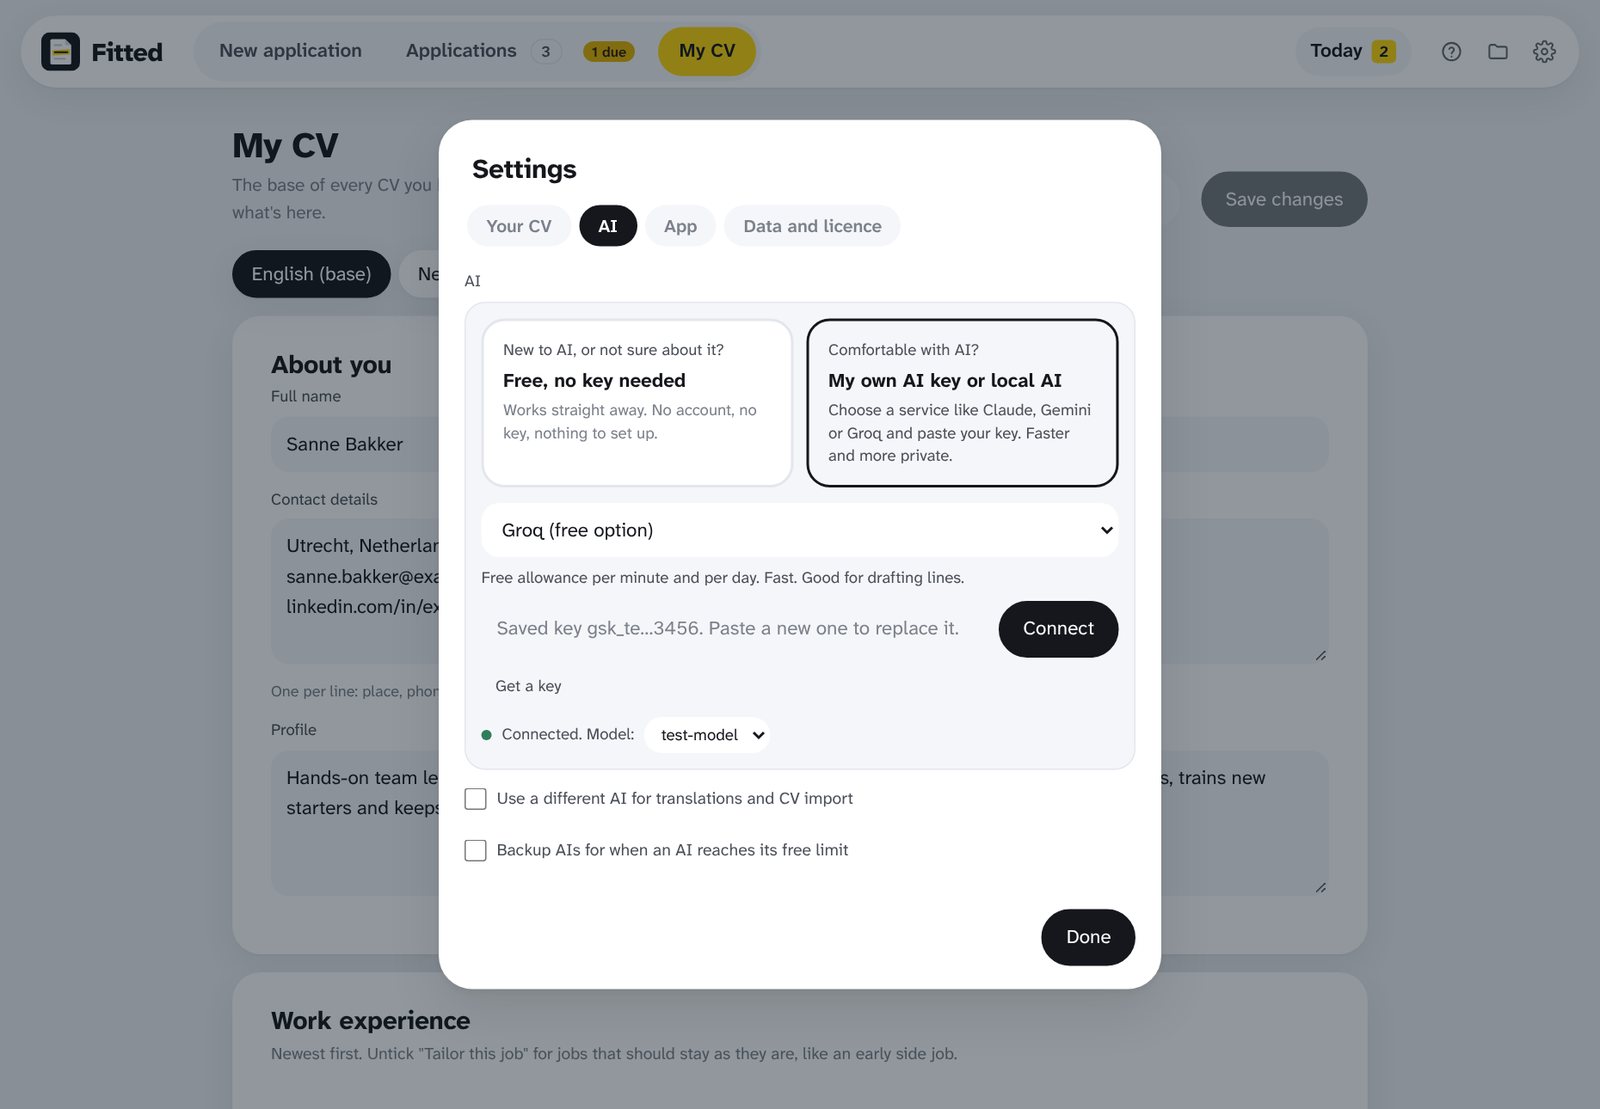 Fitted
New application
Applications 3
1 due
My CV
Today 2
My CV
The base of every CV you
what's here.
Save changes
English (base)
Ne
About you
Full name
Sanne Bakker
Contact details
Utrecht, Netherlan
sanne.bakker@exa
linkedin.com/in/ex
One per line: place, phon
Profile
Hands-on team le
s, trains new
starters and keeps
Work experience
Newest first. Untick "Tailor this job" for jobs that should stay as they are, like an early side job.
Settings
Your CV
AI
App
Data and licence
AI
New to AI, or not sure about it?
Free, no key needed
Works straight away. No account, no
key, nothing to set up.
Comfortable with AI?
My own AI key or local AI
Choose a service like Claude, Gemini
or Groq and paste your key. Faster
and more private.
Groq (free option)
Free allowance per minute and per day. Fast. Good for drafting lines.
Saved key gsk_te...3456. Paste a new one to replace it.
Connect
Get a key
Connected. Model: test-model
Use a different AI for translations and CV import
Backup AIs for when an AI reaches its free limit
Done